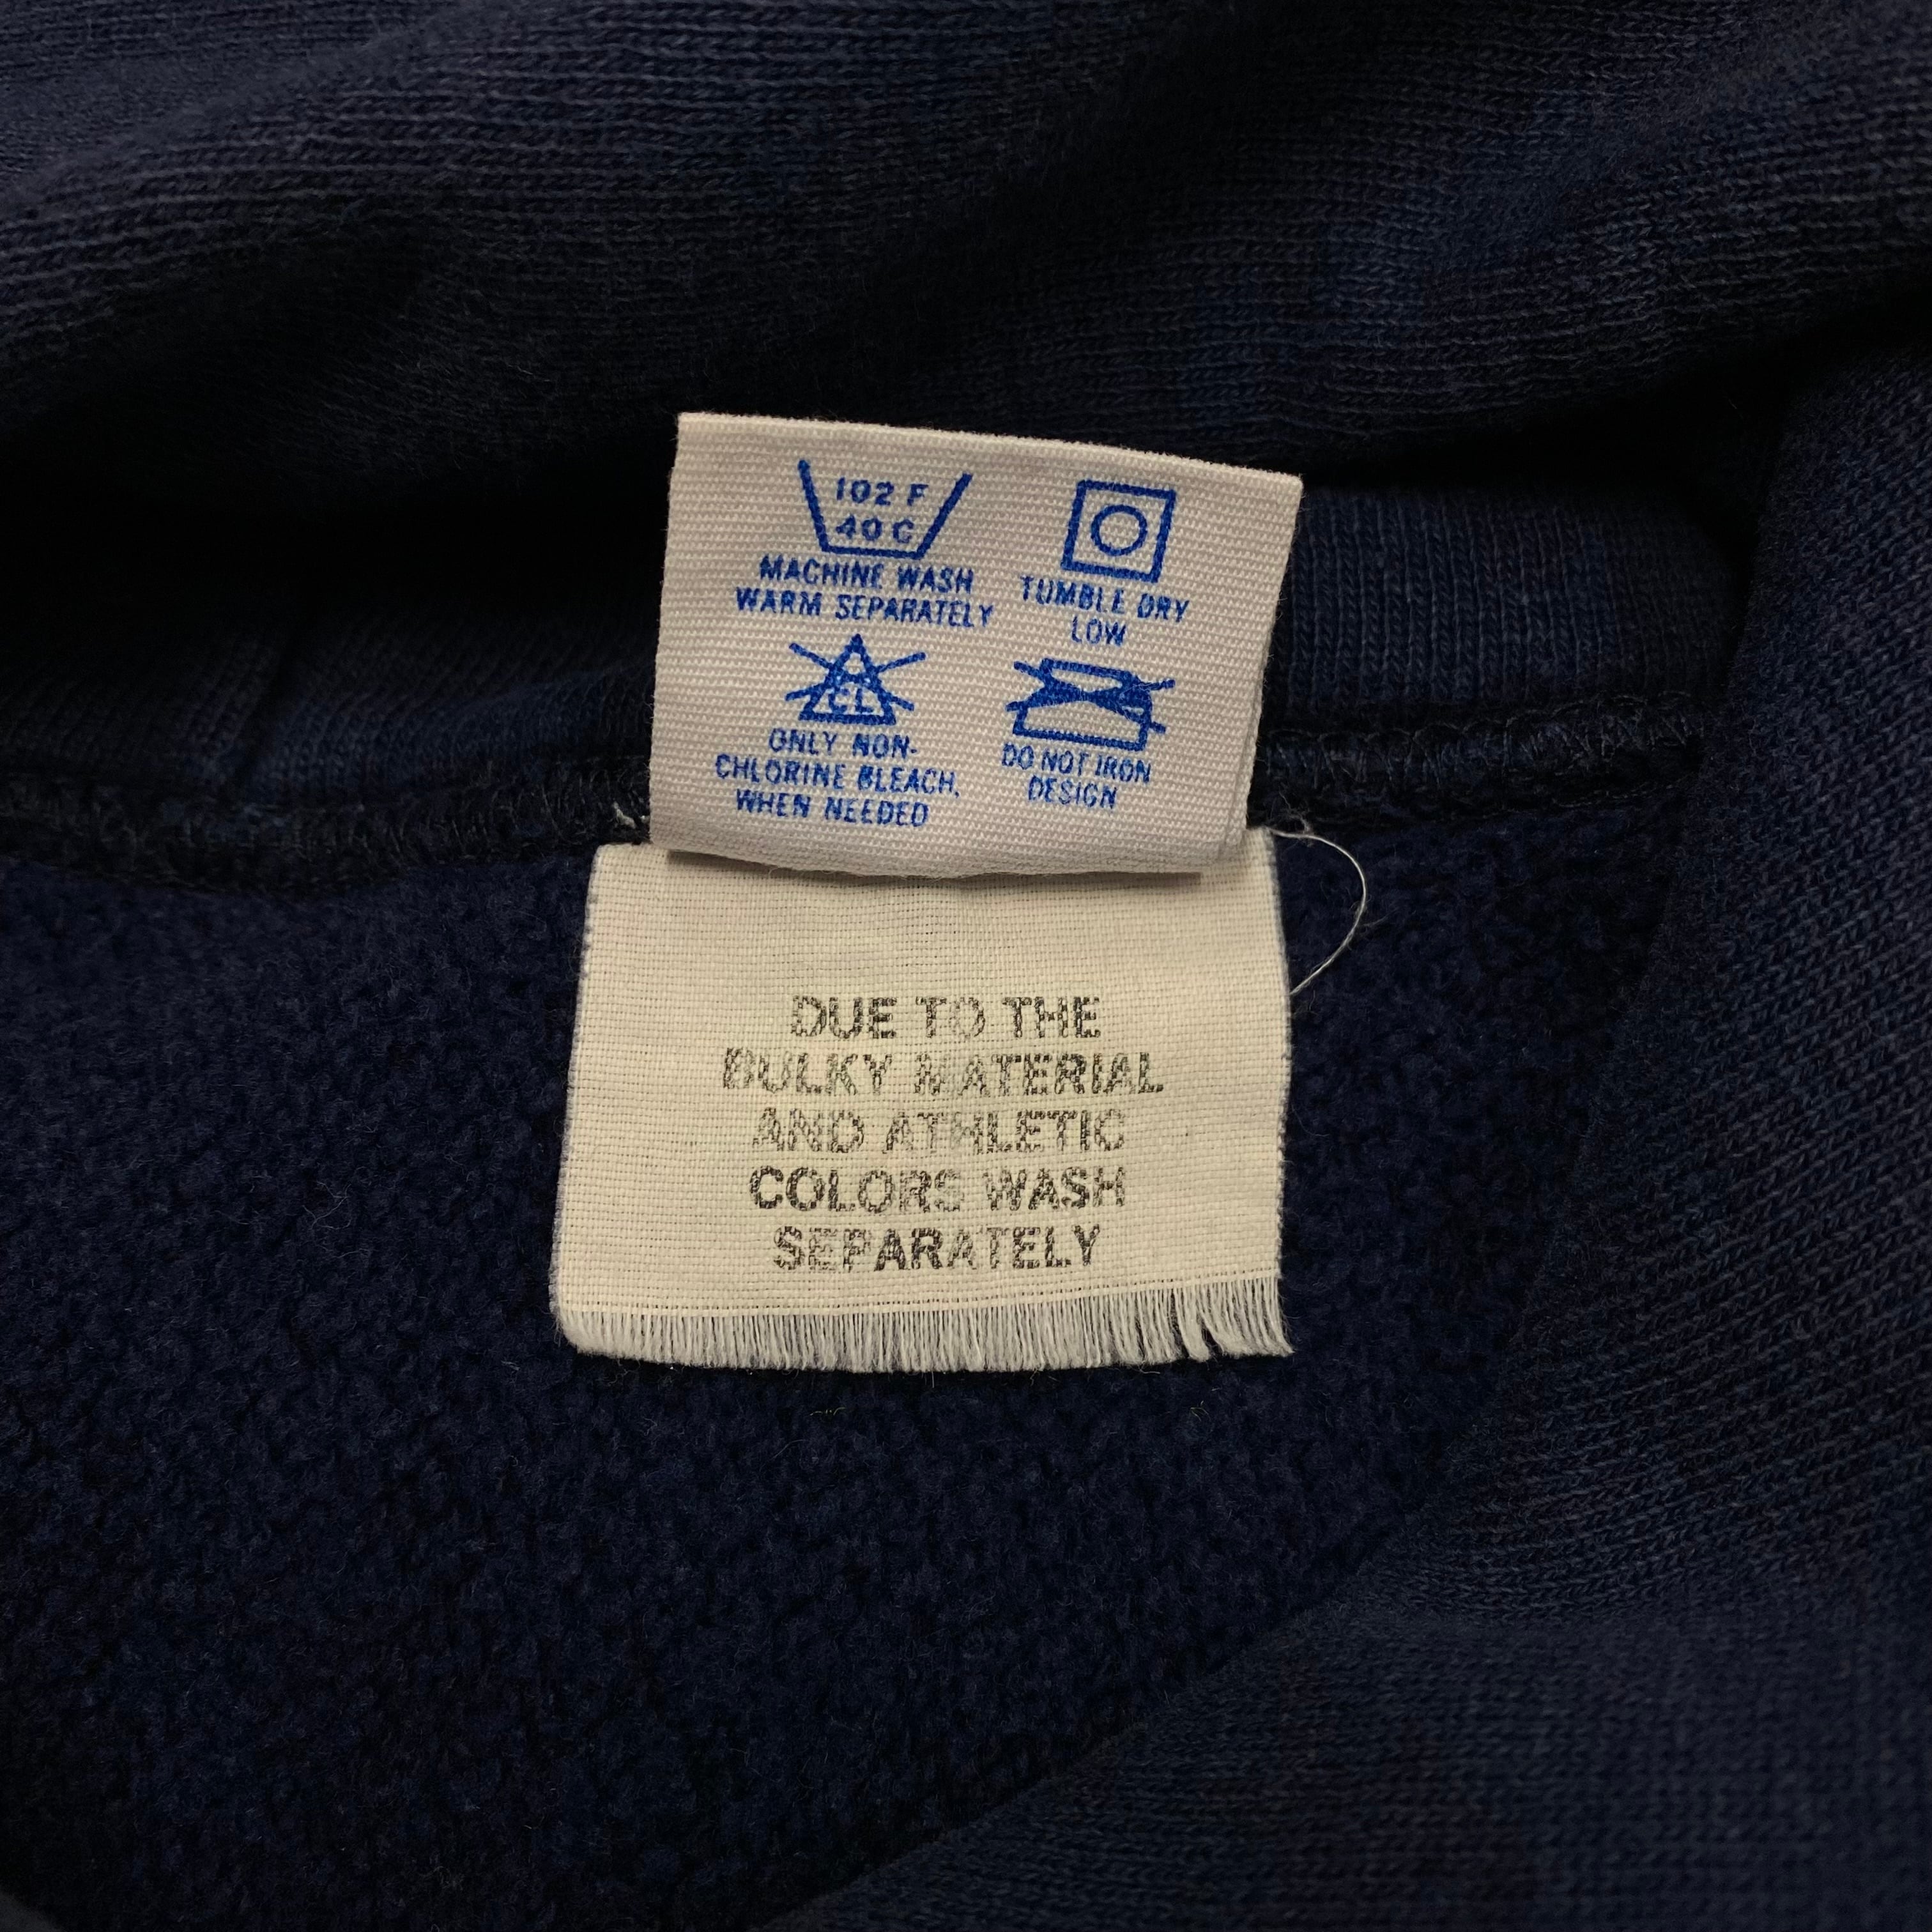 102 F
40 C
MACHINE WASH
WARM SEPARATELY
TUMBLE DRY
LOW
CL
ONLY NON-
CHLORINE BLEACH,
WHEN NEEDED
DO NOT IRON
DESIGN
DUE TO THE
BULKY MATERIAL
AND ATHLETIC
COLORS WASH
SEPARATELY